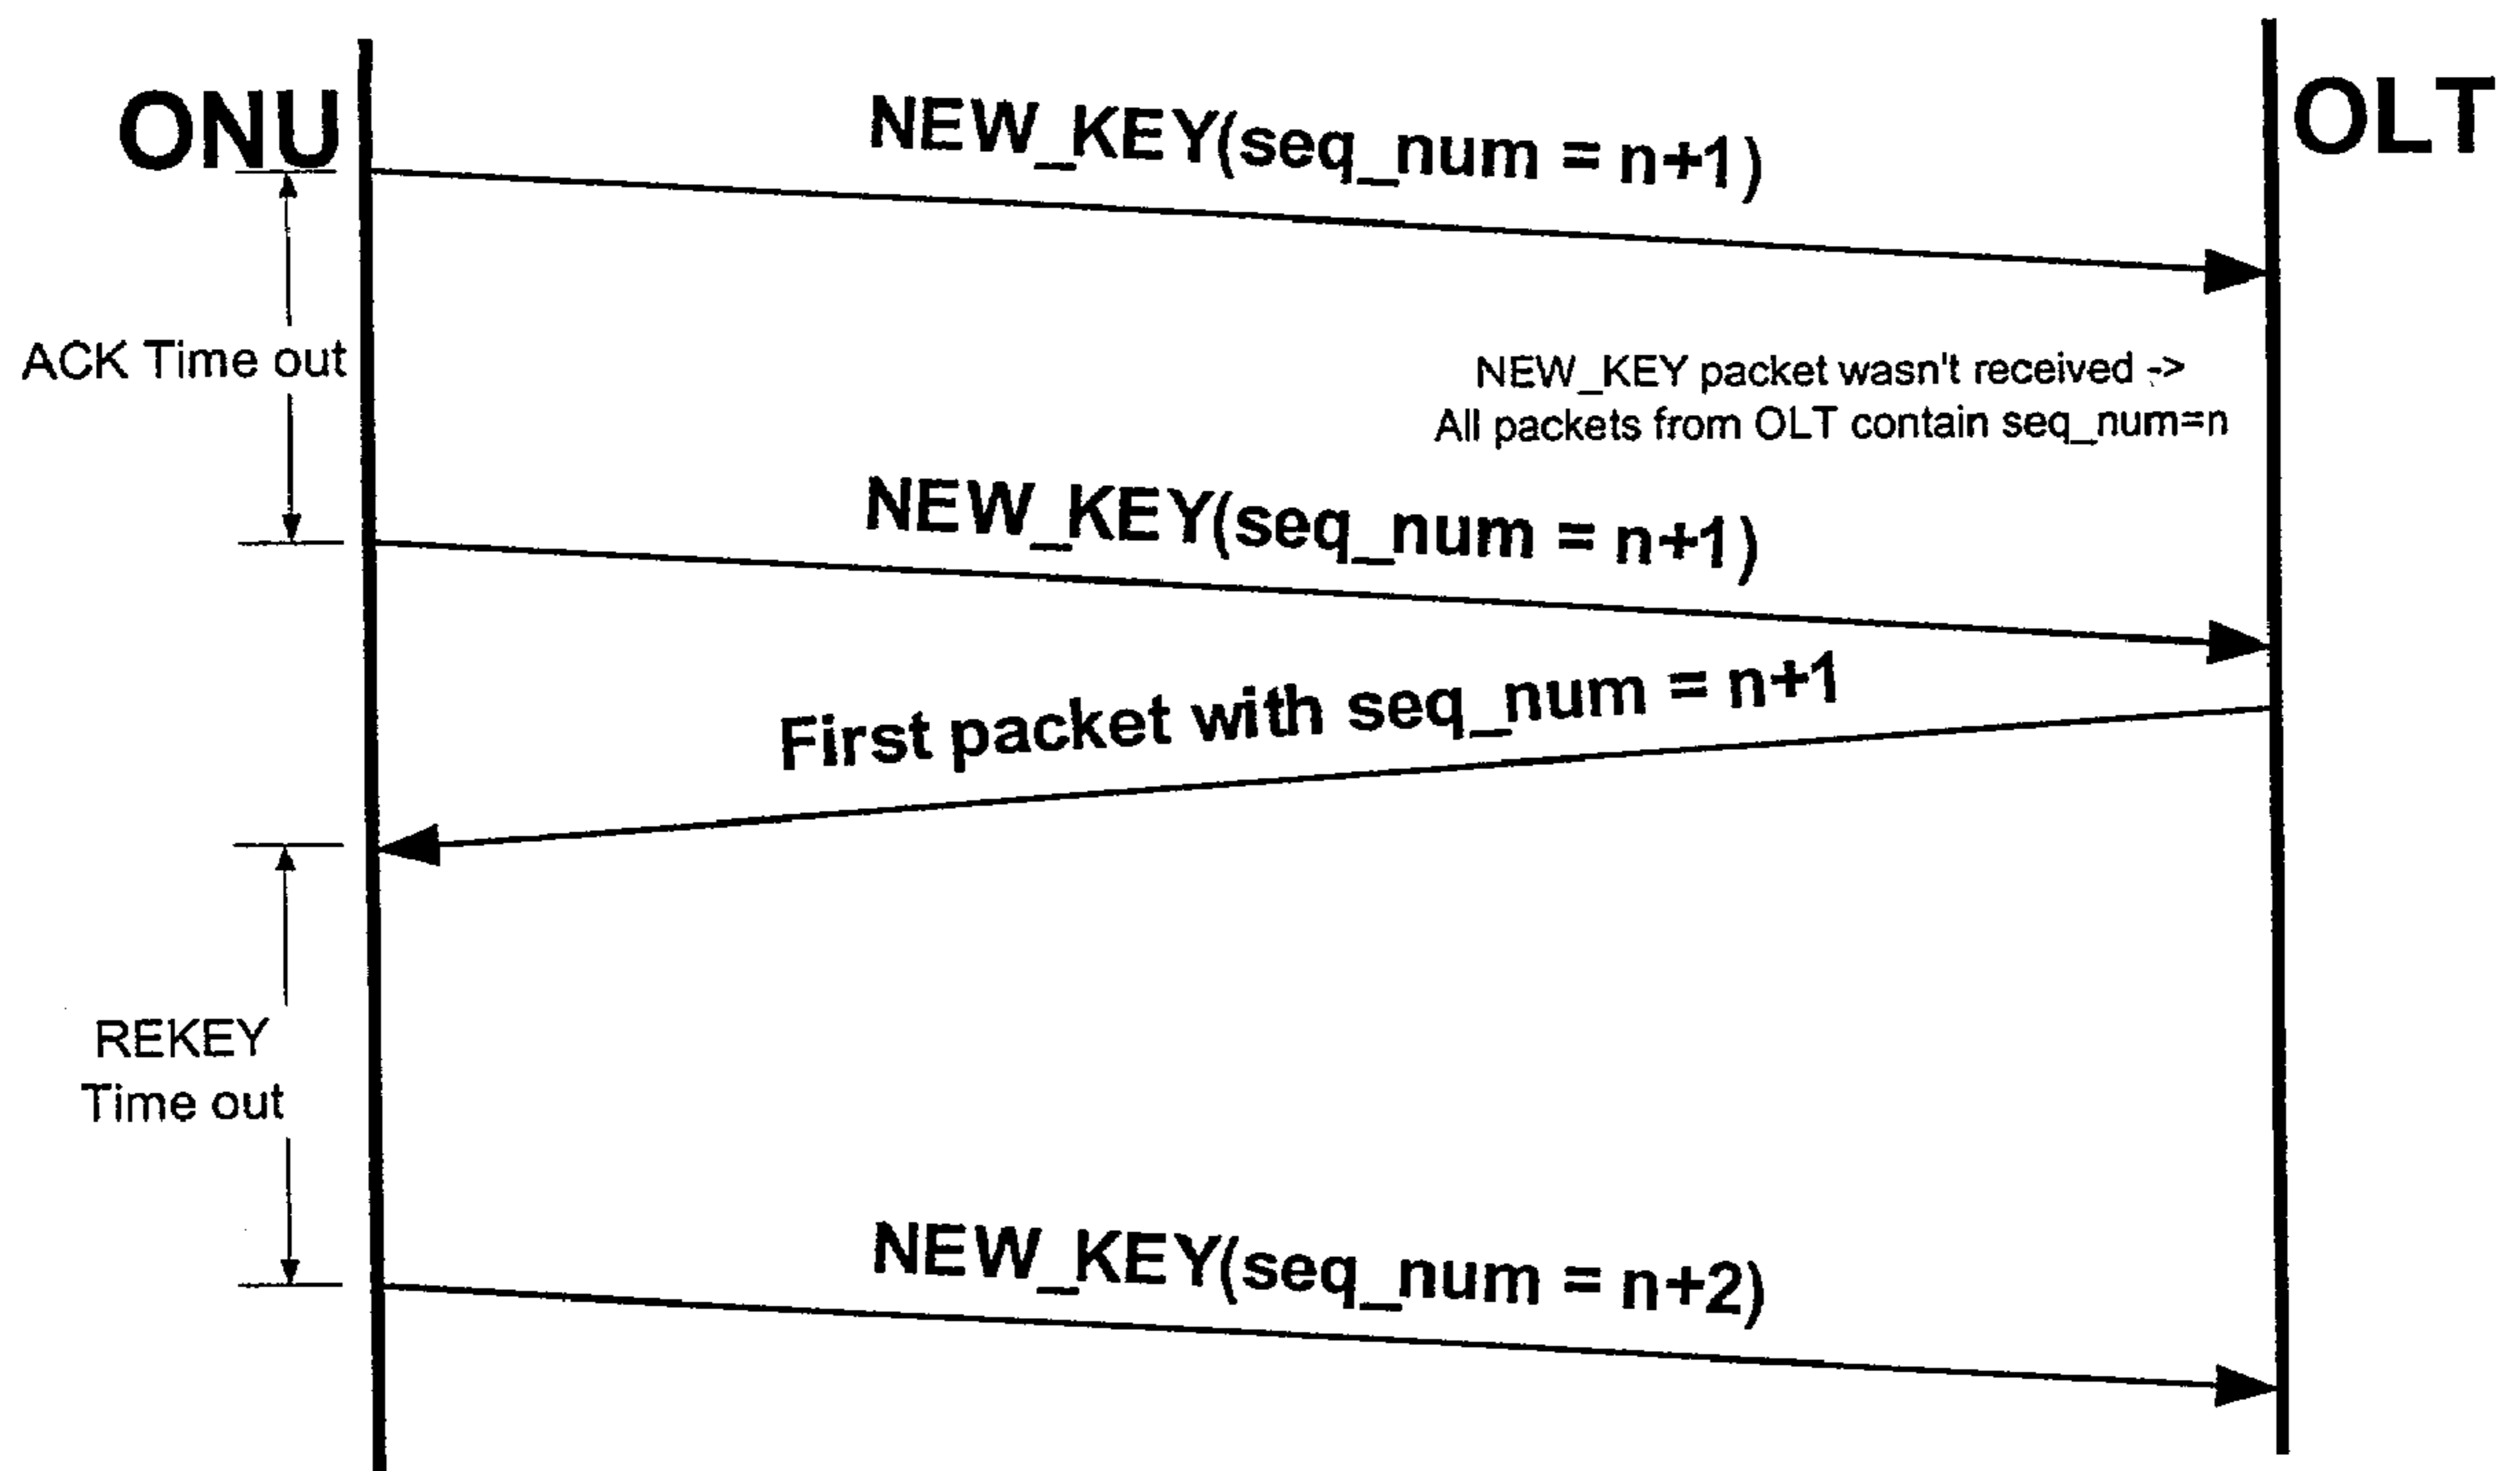 ONU
OLT
NEW_KEY(seq_num = n+1)
ACK Time out
NEW_KEY packet wasn't received ->
All packets from OLT contain seq_num=n
NEW_KEY(seq_num = n+1)
First packet with seq_num = n+1
REKEY
Time out
NEW_KEY(seq_num = n+2)